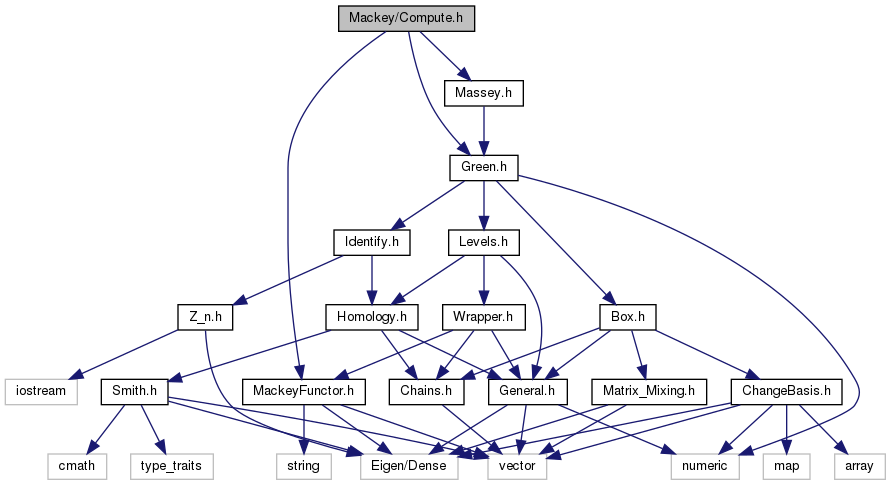 Mackey/Compute.h
Massey.h
Green.h
Identify.h
Levels.h
Z_n.h
Homology.h
Wrapper.h
Box.h
iostream
Smith.h
MackeyFunctor.h
Chains.h
General.h
Matrix_Mixing.h
ChangeBasis.h
cmath
type_traits
string
Eigen/Dense
vector
numeric
map
array